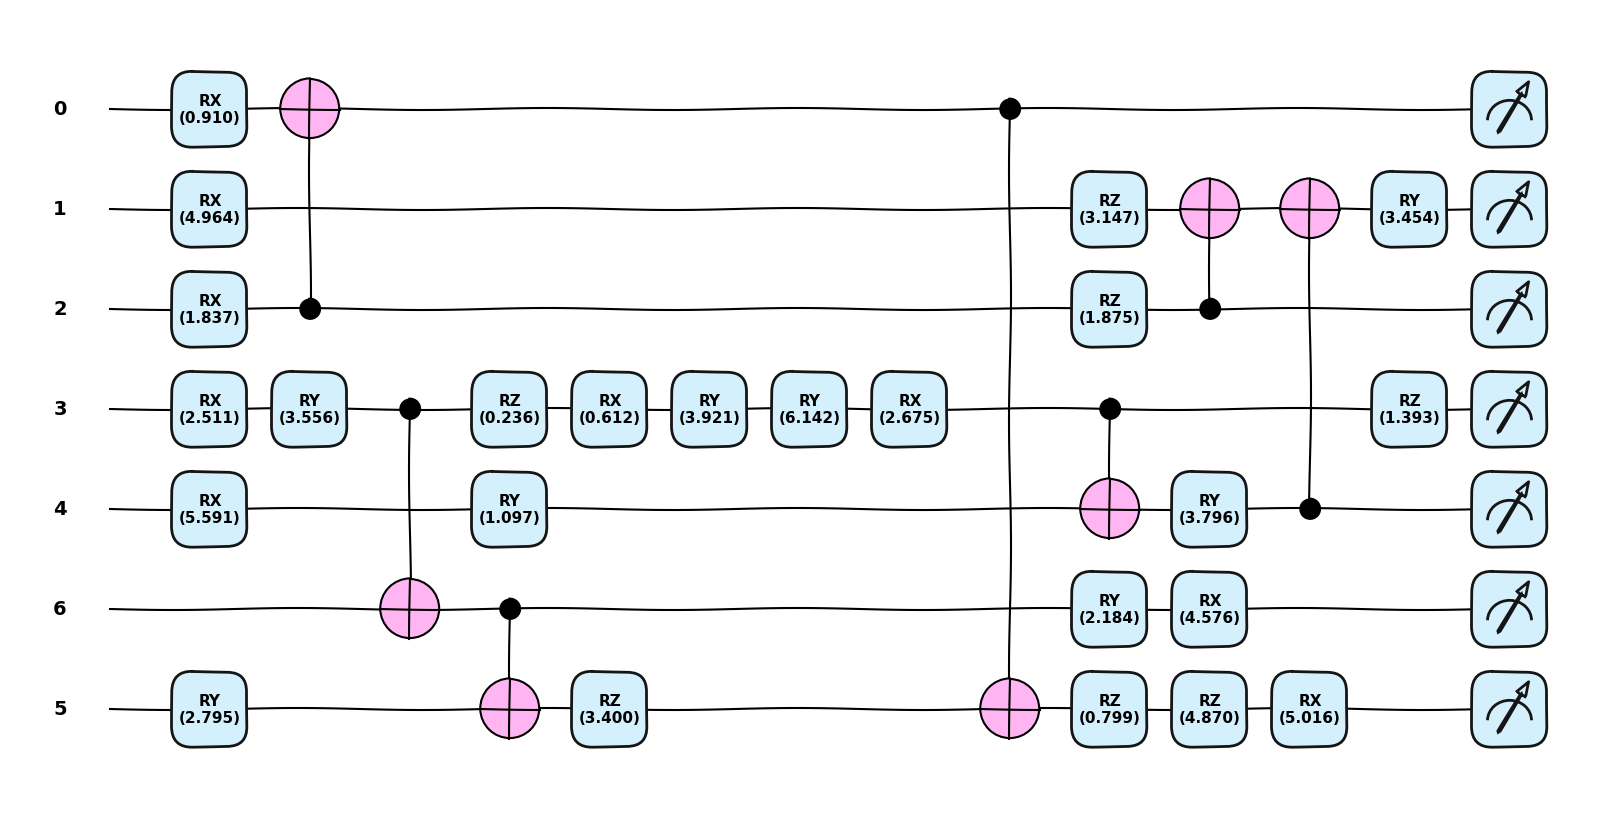 0 RX (0.910)
1 RX (4.964) RZ (3.147) RY (3.454)
2 RX (1.837) RZ (1.875)
3 RX (2.511) RY (3.556) RZ (0.236) RX (0.612) RY (3.921) RY (6.142) RX (2.675) RZ (1.393)
4 RX (5.591) RY (1.097) RY (3.796)
6 RY (2.184) RX (4.576)
5 RY (2.795) RZ (3.400) RZ (0.799) RZ (4.870) RX (5.016)